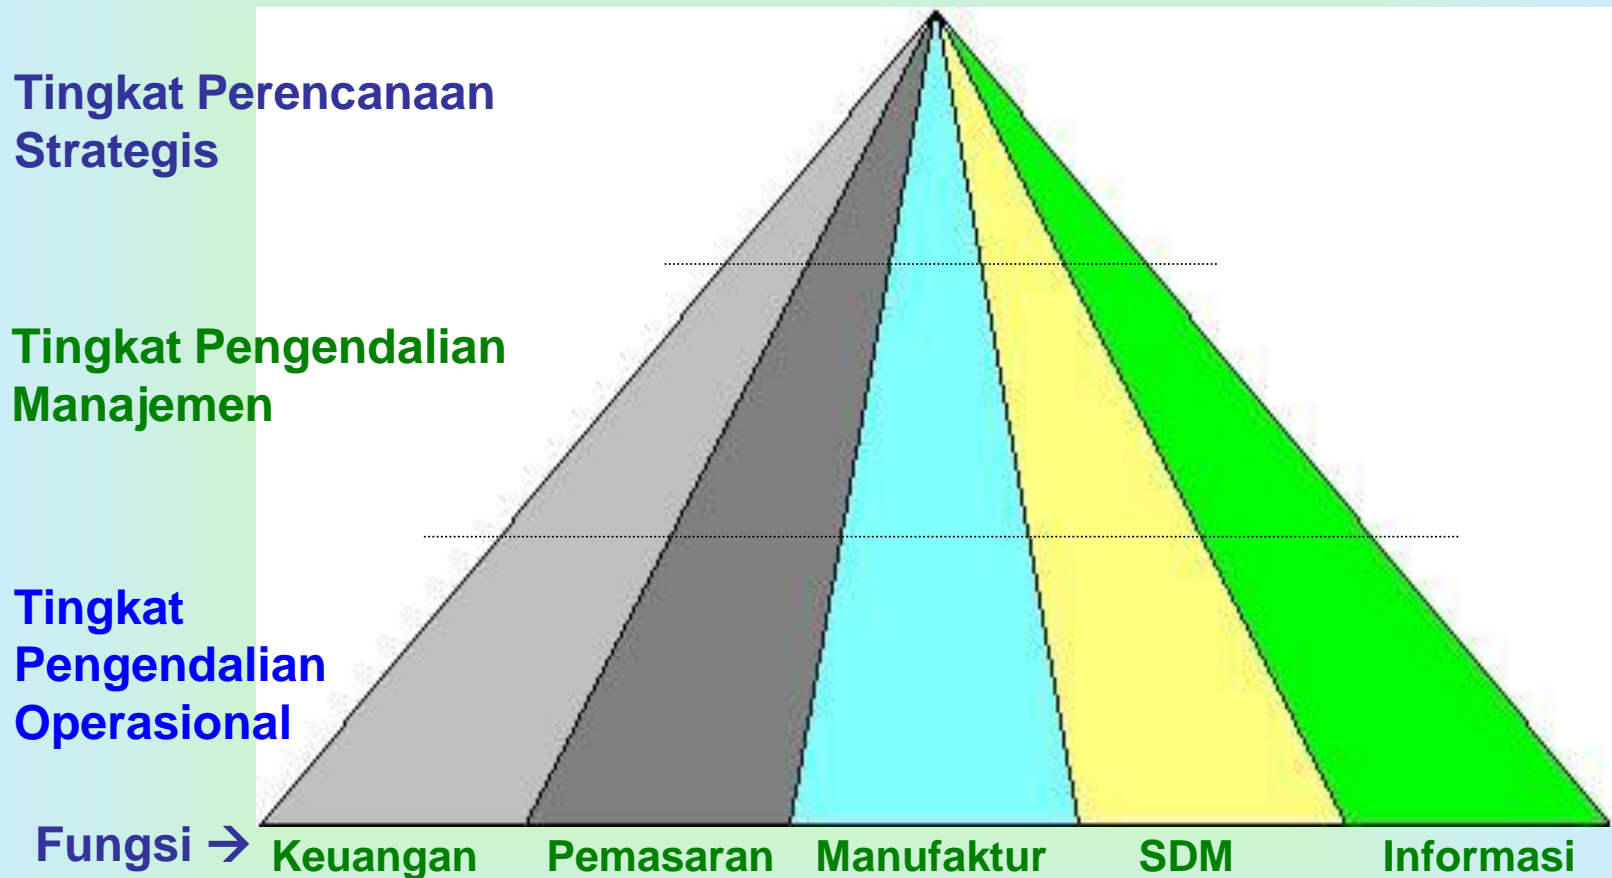 Tingkat Perencanaan
Strategis
Tingkat Pengendalian
Manajemen
Tingkat
Pengendalian
Operasional
Fungsi → Keuangan Pemasaran Manufaktur SDM Informasi